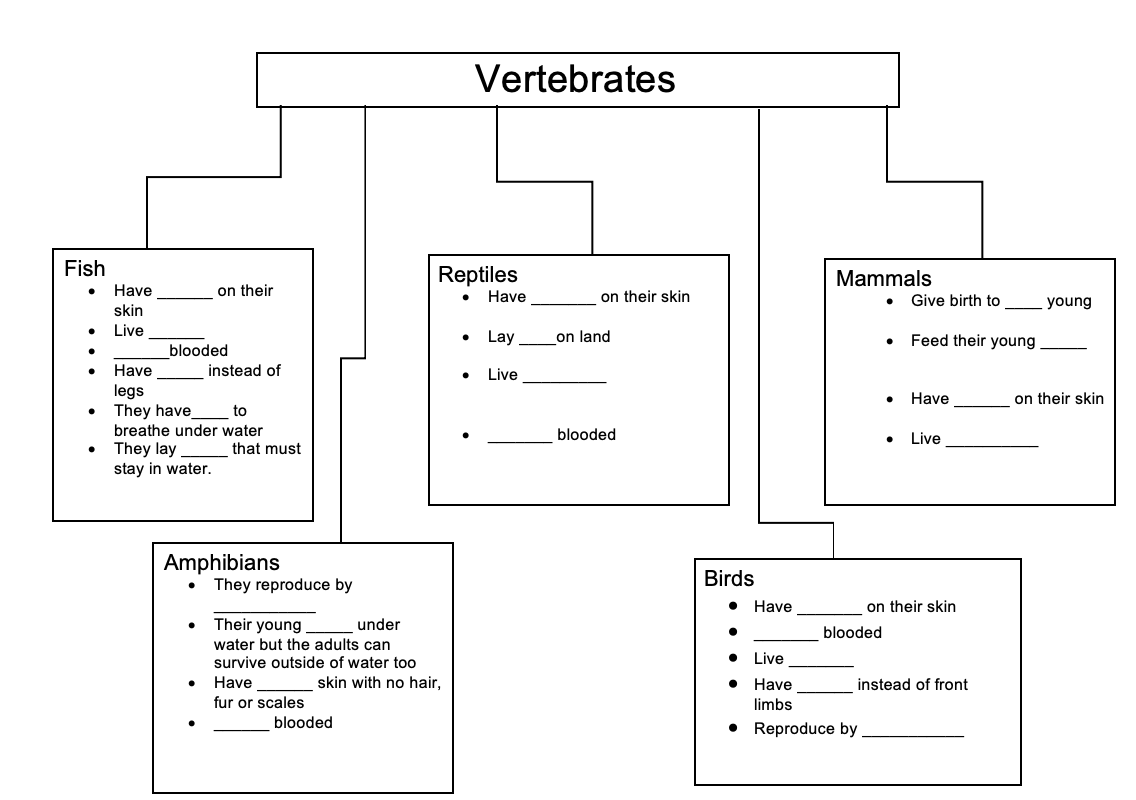 Vertebrates
Fish
• Have ______ on their
skin
• Live ______
• ______blooded
• Have _____ instead of
legs
• They have____ to
breathe under water
• They lay _____ that must
stay in water.
Reptiles
• Have _______ on their skin
• Lay ____on land
• Live _________
• _______ blooded
Mammals
• Give birth to ____ young
• Feed their young _____
• Have ______ on their skin
• Live __________
Amphibians
• They reproduce by
___________
• Their young _____ under
water but the adults can
survive outside of water too
• Have ______ skin with no hair,
fur or scales
• ______ blooded
Birds
• Have _______ on their skin
• _______ blooded
• Live _______
• Have ______ instead of front
limbs
• Reproduce by ___________